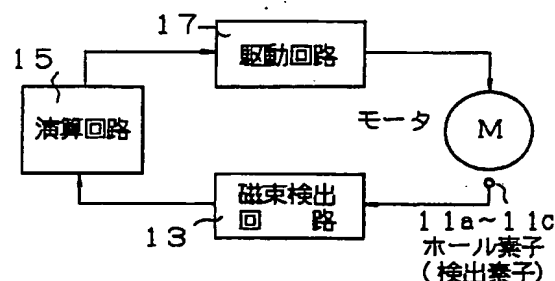 17
駆動回路
15
演算回路
モータ
M
磁束検出
回 路
13
11a~11c
ホール素子
(検出素子)